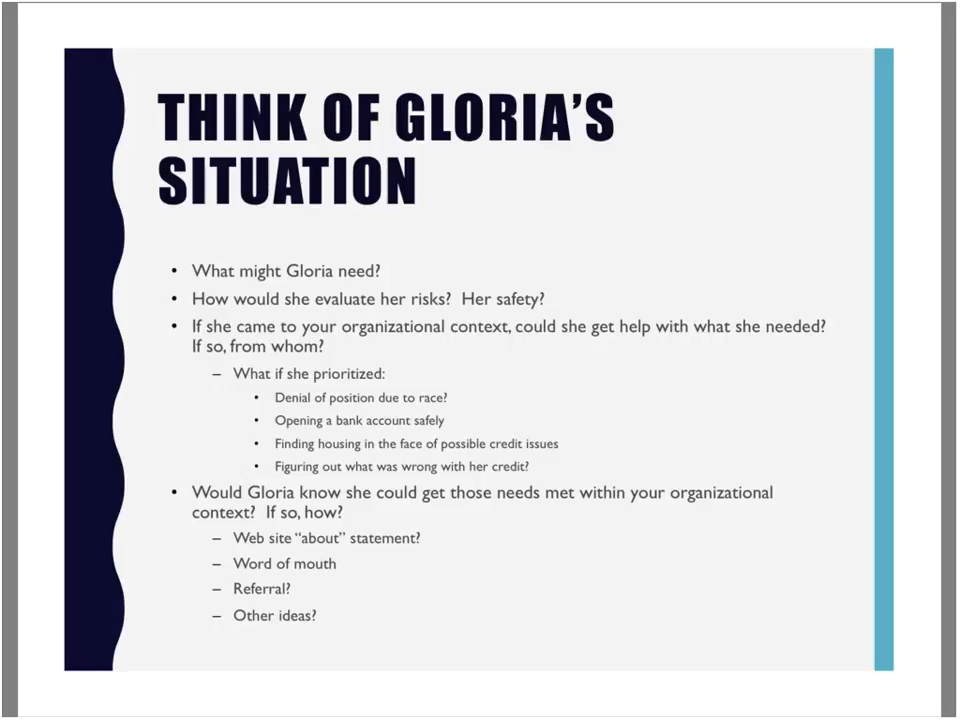 THINK OF GLORIA'S
SITUATION
• What might Gloria need?
• How would she evaluate her risks?  Her safety?
• If she came to your organizational context, could she get help with what she needed?
If so, from whom?
– What if she prioritized:
• Denial of position due to race?
• Opening a bank account safely
• Finding housing in the face of possible credit issues
• Figuring out what was wrong with her credit?
• Would Gloria know she could get those needs met within your organizational
context?  If so, how?
– Web site “about” statement?
– Word of mouth
– Referral?
– Other ideas?